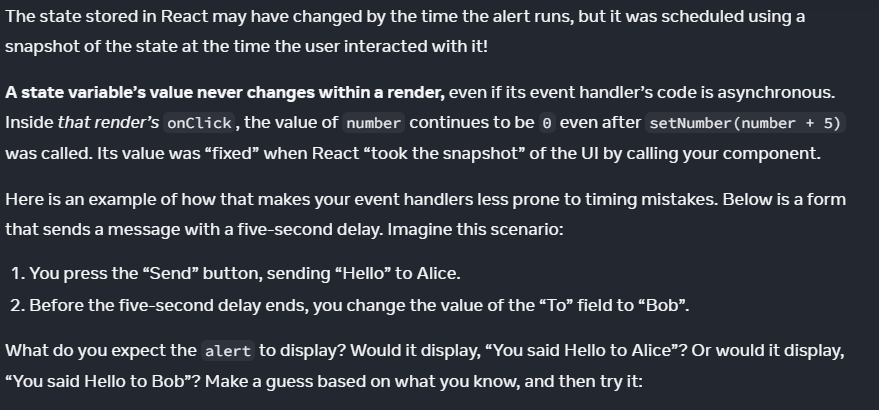 The state stored in React may have changed by the time the alert runs, but it was scheduled using a
snapshot of the state at the time the user interacted with it!
A state variable’s value never changes within a render, even if its event handler’s code is asynchronous.
Inside that render’s onClick, the value of number continues to be 0 even after setNumber(number + 5)
was called. Its value was “fixed” when React “took the snapshot” of the UI by calling your component.
Here is an example of how that makes your event handlers less prone to timing mistakes. Below is a form
that sends a message with a five-second delay. Imagine this scenario:
1. You press the “Send” button, sending “Hello” to Alice.
2. Before the five-second delay ends, you change the value of the “To” field to “Bob”.
What do you expect the alert to display? Would it display, “You said Hello to Alice”? Or would it display,
“You said Hello to Bob”? Make a guess based on what you know, and then try it: